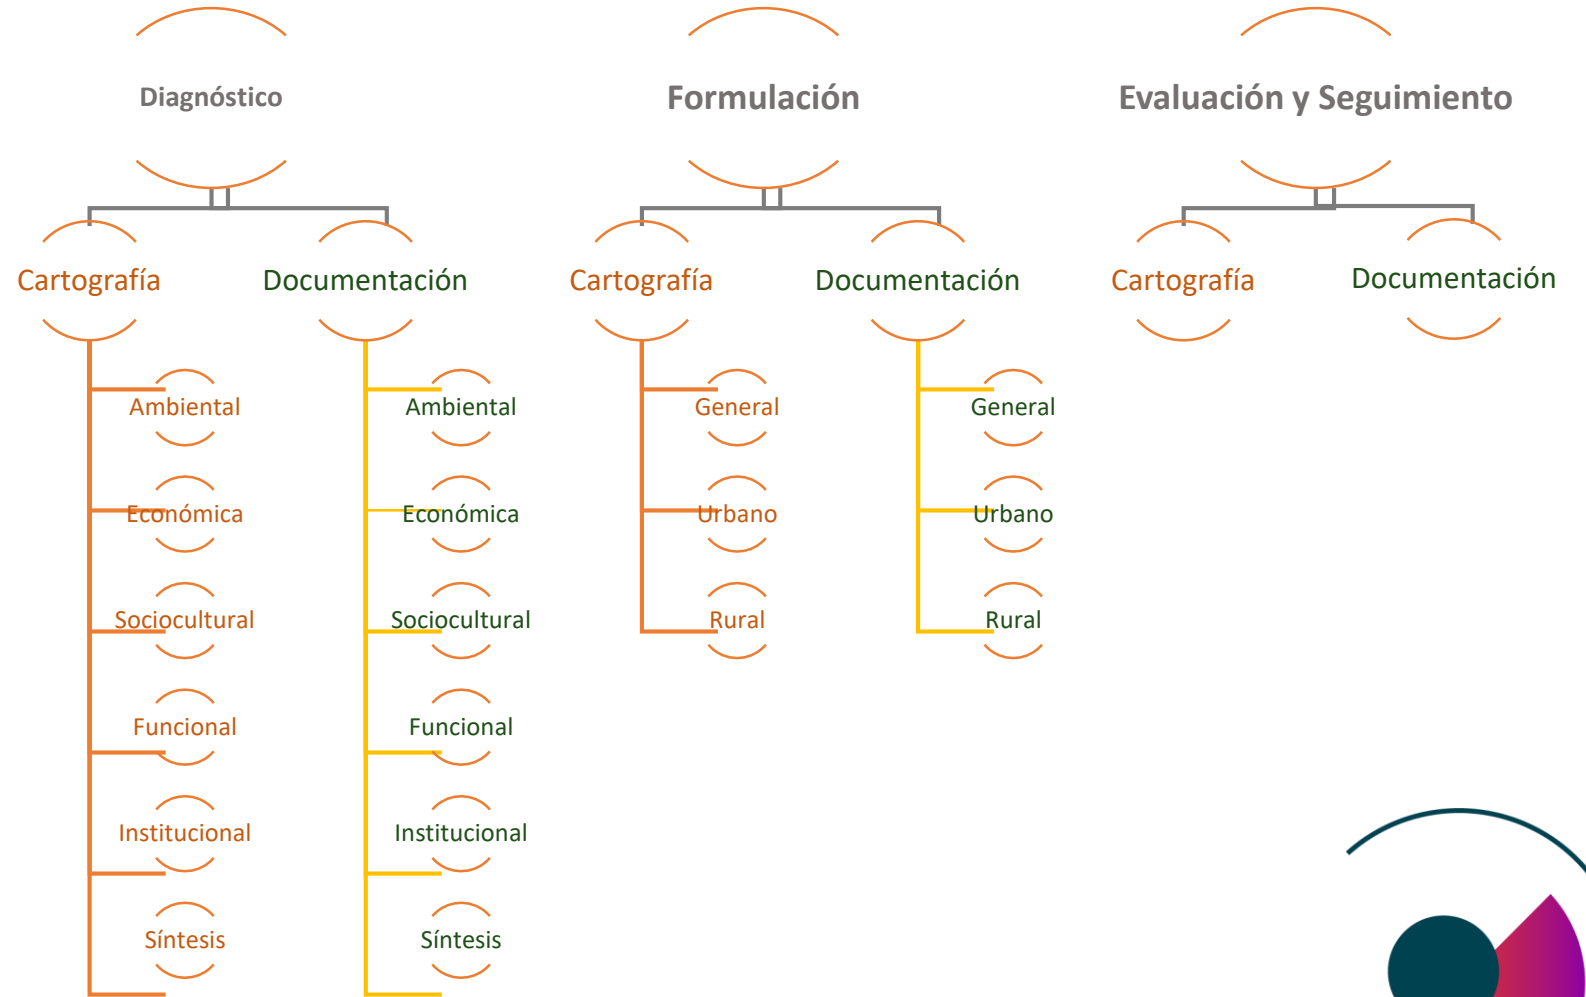 Diagnóstico
Formulación
Evaluación y Seguimiento
Cartografía
Documentación
Cartografía
Documentación
Cartografía
Documentación
Ambiental
Ambiental
General
General
Económica
Económica
Urbano
Urbano
Sociocultural
Sociocultural
Rural
Rural
Funcional
Funcional
Institucional
Institucional
Síntesis
Síntesis